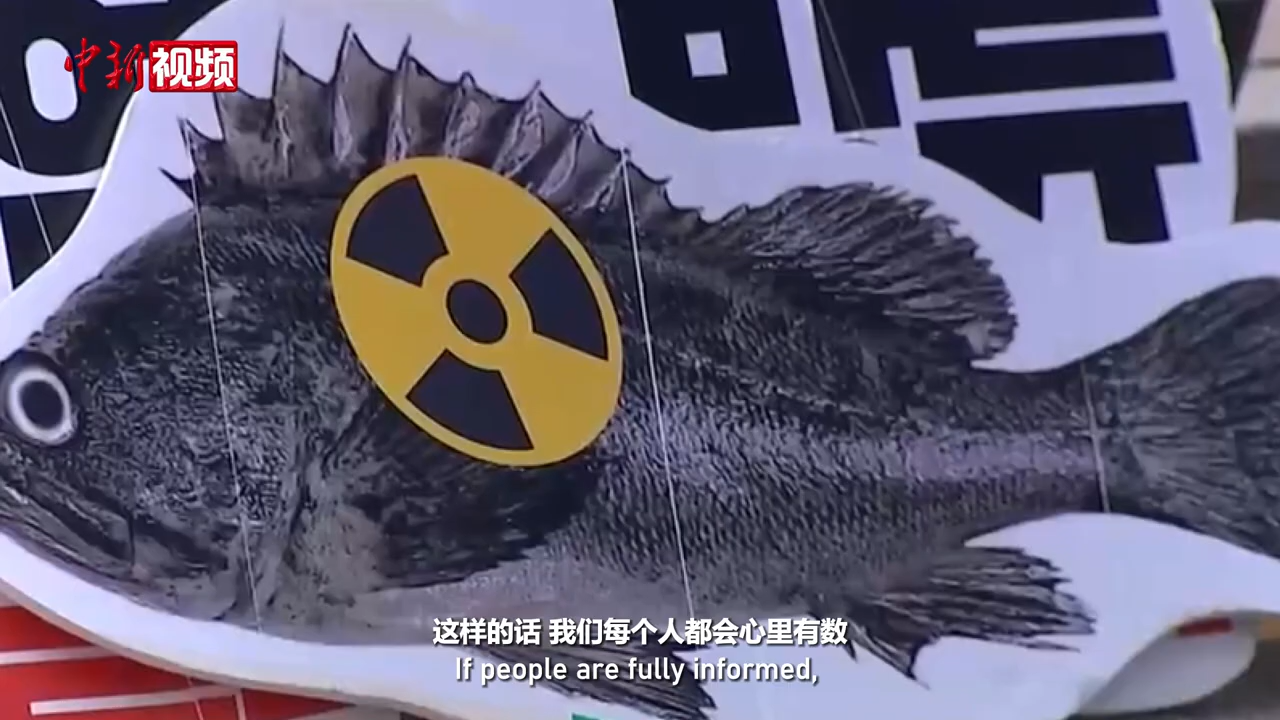 中新视频
这样的话 我们每个人都会心里有数
If people are fully informed,